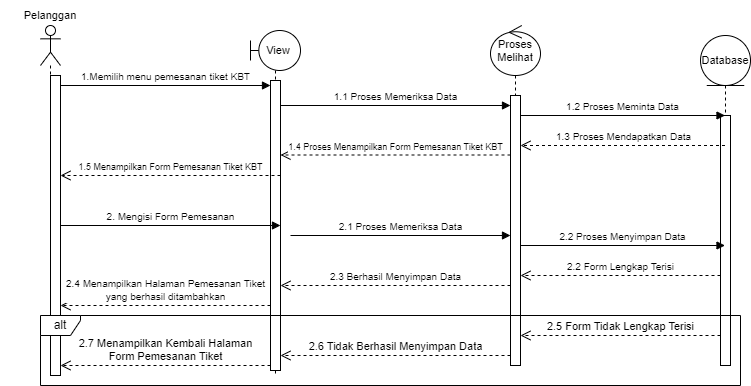 Pelanggan
View
Proses
Melihat
Database
1.Memilih menu pemesanan tiket KBT
1.1 Proses Memeriksa Data
1.2 Proses Meminta Data
1.3 Proses Mendapatkan Data
1.4 Proses Menampilkan Form Pemesanan Tiket KBT
1.5 Menampilkan Form Pemesanan Tiket KBT
2. Mengisi Form Pemesanan
2.1 Proses Memeriksa Data
2.2 Proses Menyimpan Data
2.2 Form Lengkap Terisi
2.3 Berhasil Menyimpan Data
2.4 Menampilkan Halaman Pemesanan Tiket
yang berhasil ditambahkan
alt
2.5 Form Tidak Lengkap Terisi
2.6 Tidak Berhasil Menyimpan Data
2.7 Menampilkan Kembali Halaman
Form Pemesanan Tiket